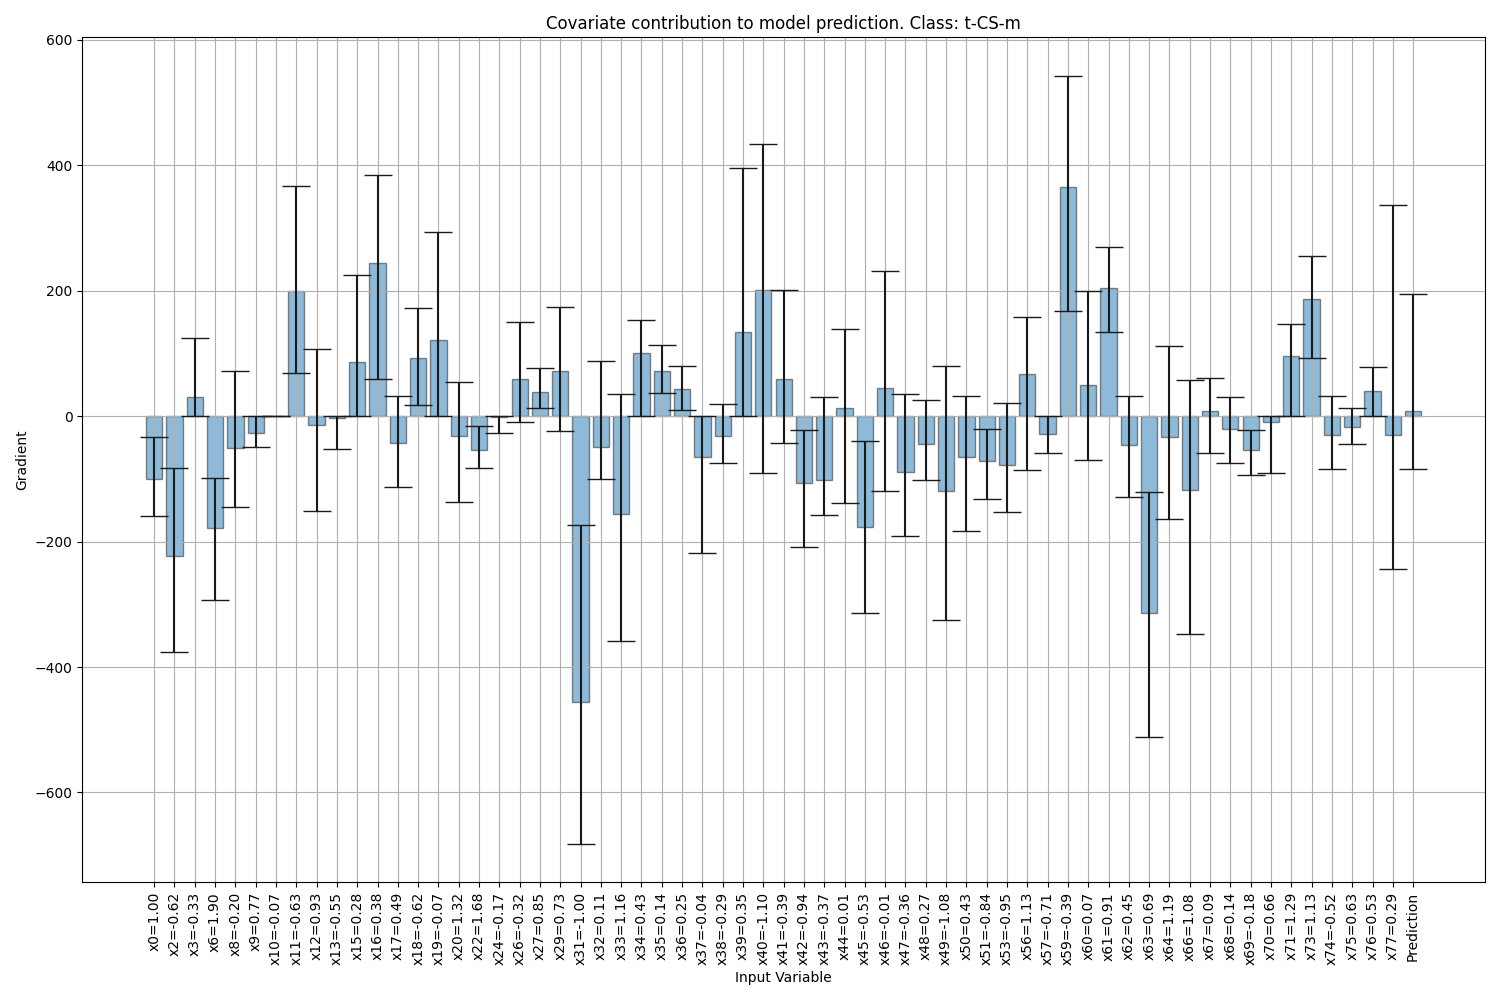 Covariate contribution to model prediction. Class: t-CS-m
600
400
200
0
−200
−400
−600
Gradient
x0=1.00
x2=-0.62
x3=-0.33
x6=1.90
x8=-0.20
x9=0.77
x10=-0.07
x11=-0.63
x12=0.93
x13=-0.55
x15=0.28
x16=0.38
x17=0.49
x18=-0.62
x19=-0.07
x20=1.32
x22=1.68
x24=-0.17
x26=-0.32
x27=0.85
x29=0.73
x31=-1.00
x32=0.11
x33=1.16
x34=0.43
x35=0.14
x36=0.25
x37=-0.04
x38=-0.29
x39=0.35
x40=-1.10
x41=-0.39
x42=-0.94
x43=-0.37
x44=0.01
x45=-0.53
x46=-0.01
x47=-0.36
x48=0.27
x49=-1.08
x50=0.43
x51=-0.84
x53=-0.95
x56=1.13
x57=-0.71
x59=-0.39
x60=0.07
x61=0.91
x62=0.45
x63=0.69
x64=1.19
x66=1.08
x67=0.09
x68=0.14
x69=-0.18
x70=0.66
x71=1.29
x73=1.13
x74=-0.52
x75=0.63
x76=0.53
x77=0.29
Prediction
Input Variable